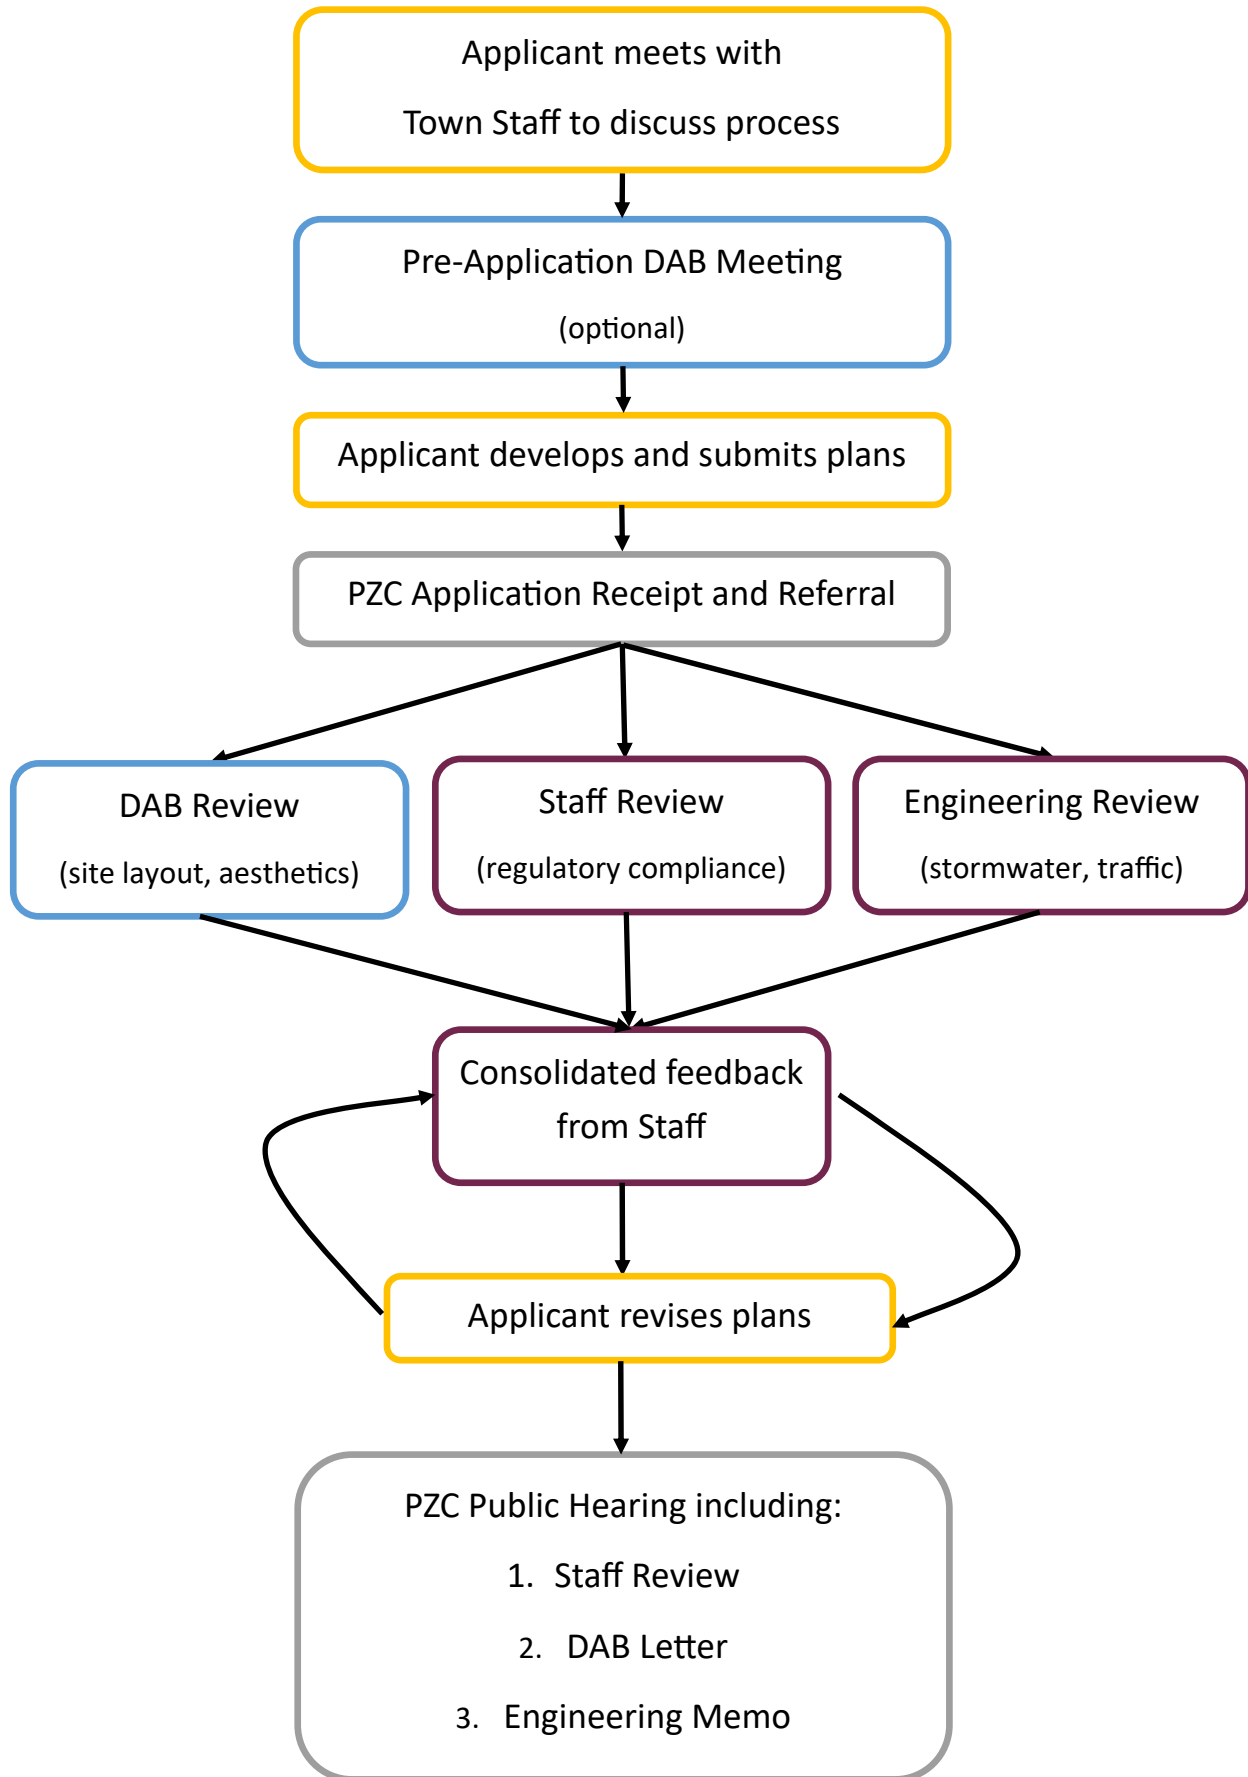 Applicant meets with
Town Staff to discuss process
Pre-Application DAB Meeting
(optional)
Applicant develops and submits plans
PZC Application Receipt and Referral
DAB Review
(site layout, aesthetics)
Staff Review
(regulatory compliance)
Engineering Review
(stormwater, traffic)
Consolidated feedback
from Staff
Applicant revises plans
PZC Public Hearing including:
1. Staff Review
2. DAB Letter
3. Engineering Memo